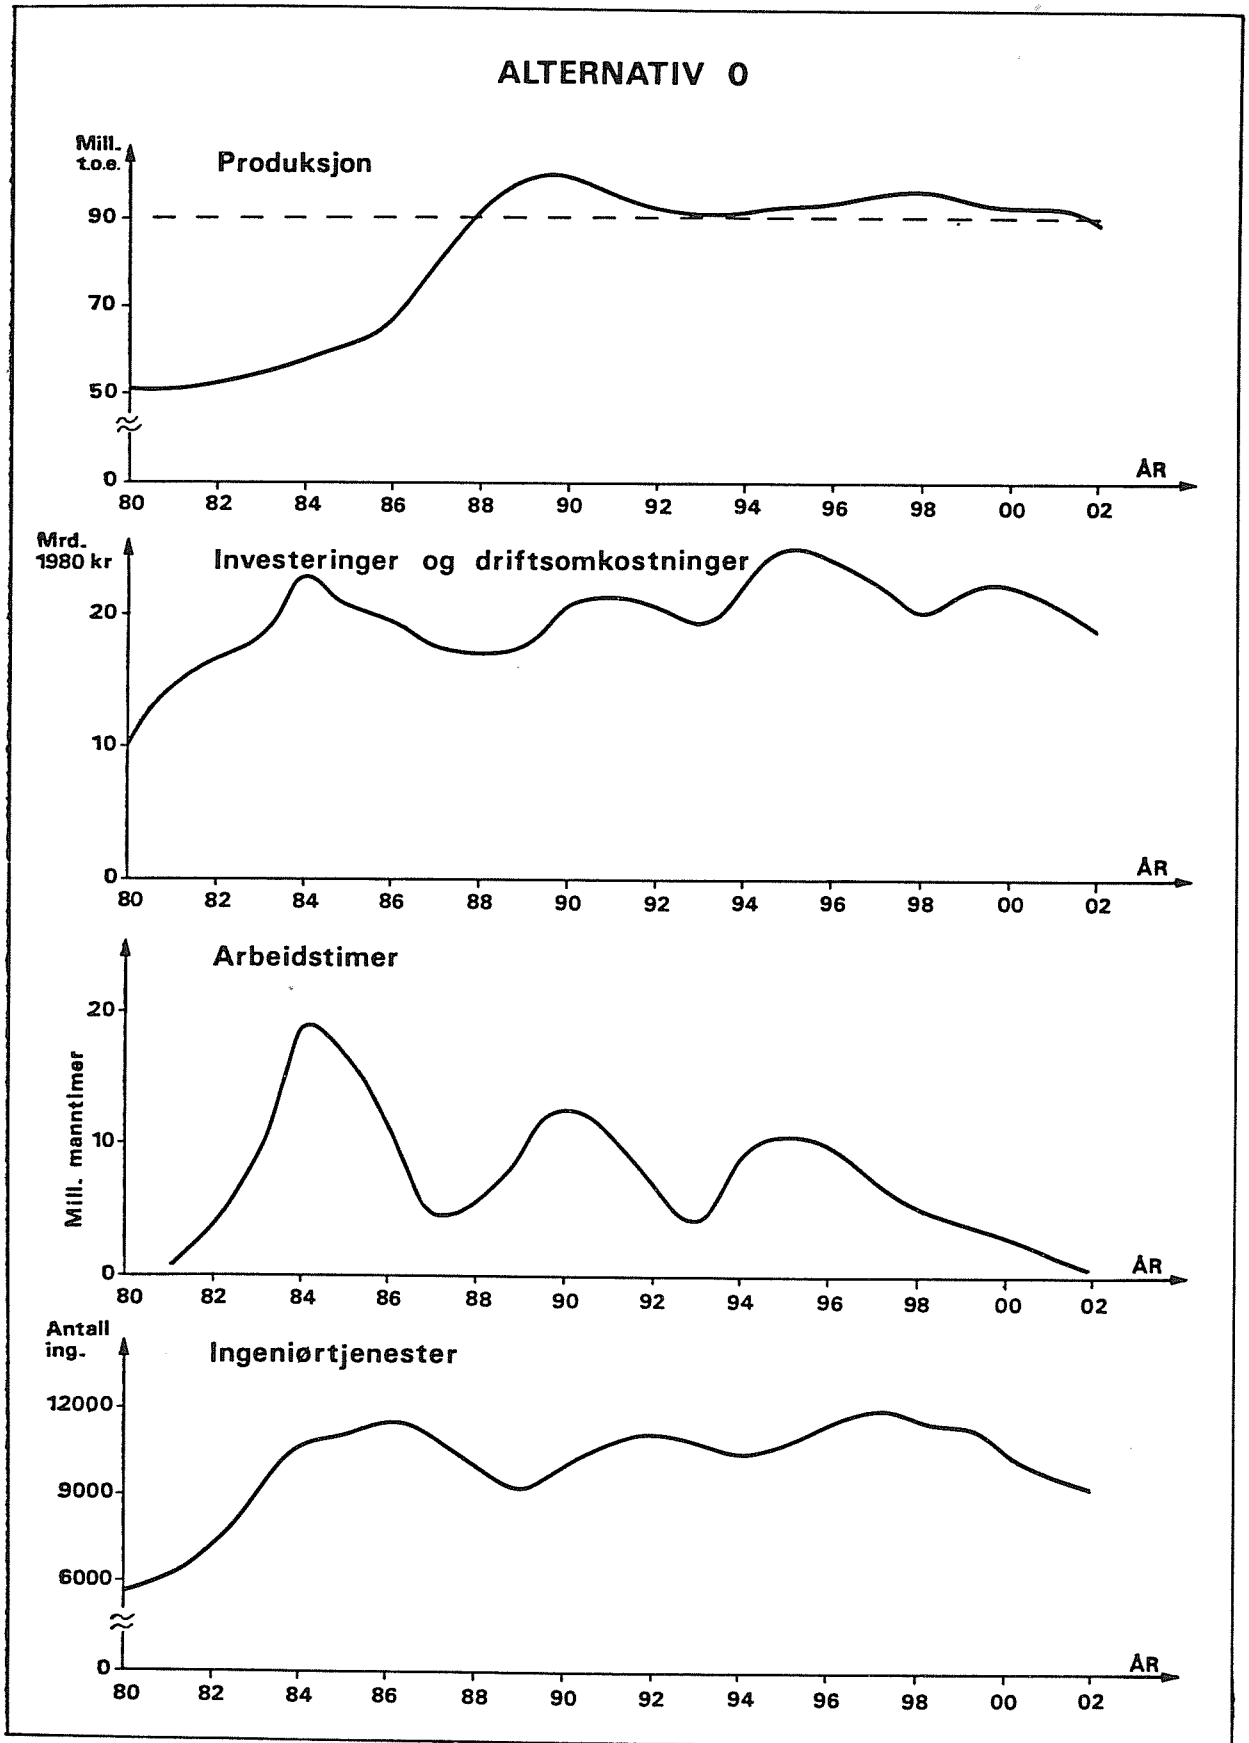 ALTERNATIV 0
Mill.
t.o.e.
Produksjon
90
70
50
0
ÅR
80 82 84 86 88 90 92 94 96 98 00 02
Mrd.
1980 kr
Investeringer og driftsomkostninger
20
10
0
ÅR
80 82 84 86 88 90 92 94 96 98 00 02
Arbeidstimer
Mill. manntimer
20
10
0
ÅR
80 82 84 86 88 90 92 94 96 98 00 02
Antall
ing.
Ingeniørtjenester
12000
9000
6000
0
ÅR
80 82 84 86 88 90 92 94 96 98 00 02